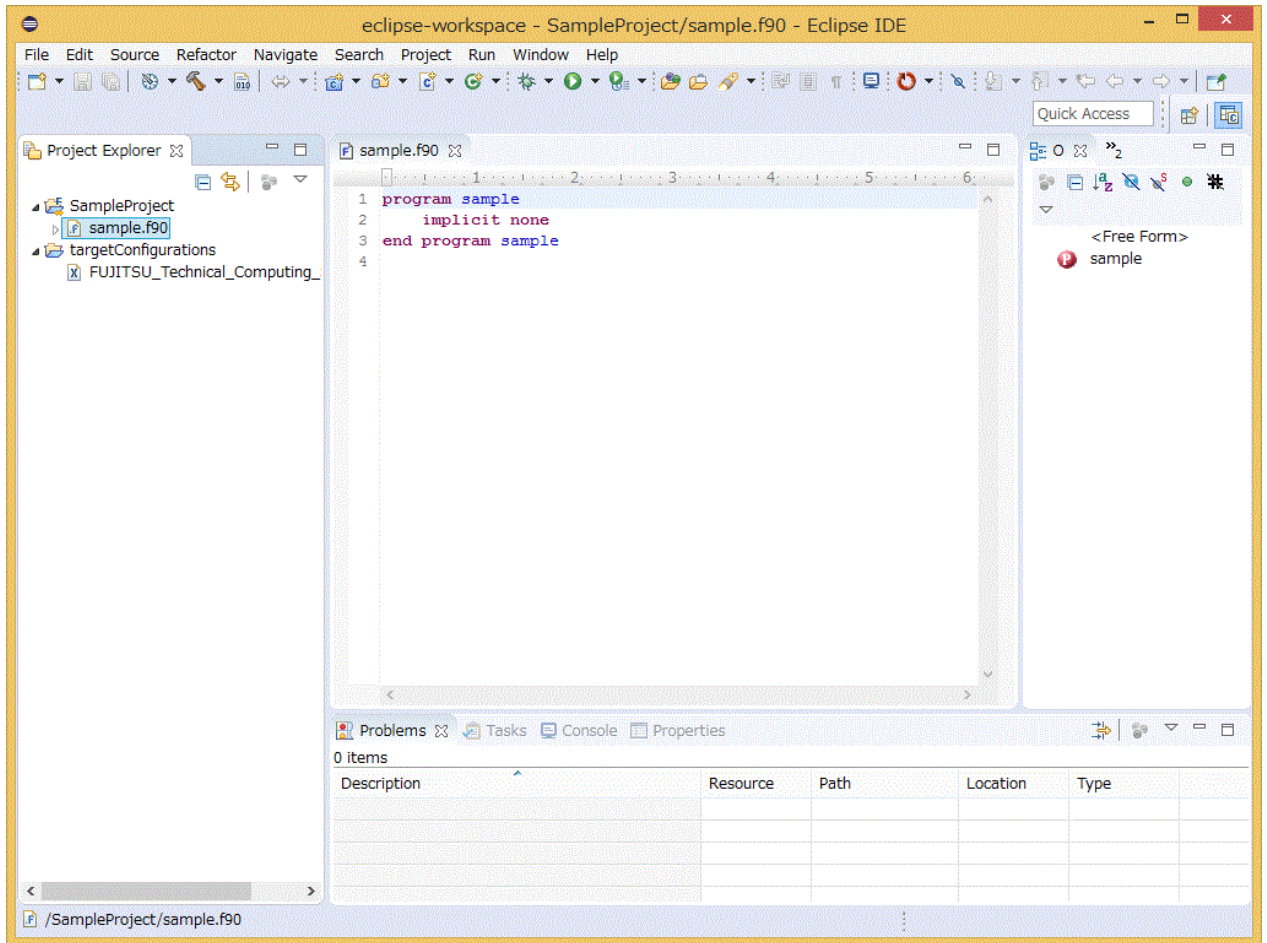 eclipse-workspace - SampleProject/sample.f90 - Eclipse IDE
File Edit Source Refactor Navigate Search Project Run Window Help
Quick Access
Project Explorer
SampleProject
sample.f90
targetConfigurations
FUJITSU_Technical_Computing_
sample.f90
1 2 3 4 5 6
1 program sample
2 implicit none
3 end program sample
4
O »2
<Free Form>
sample
Problems Tasks Console Properties
0 items
Description Resource Path Location Type
/SampleProject/sample.f90